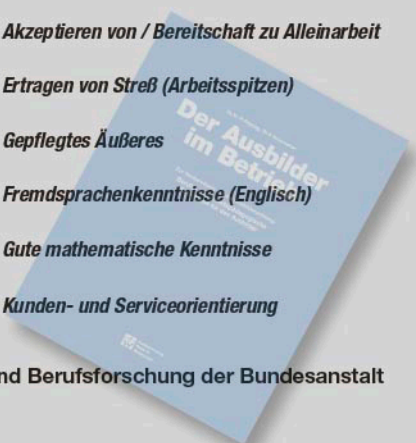 Akzeptieren von / Bereitschaft zu Alleinarbeit
Ertragen von Streß (Arbeitsspitzen)
Der Ausbilder
im Betrieb
Gepflegtes Äußeres
Fremdsprachenkenntnisse (Englisch)
Gute mathematische Kenntnisse
Kunden- und Serviceorientierung
nd Berufsforschung der Bundesanstalt